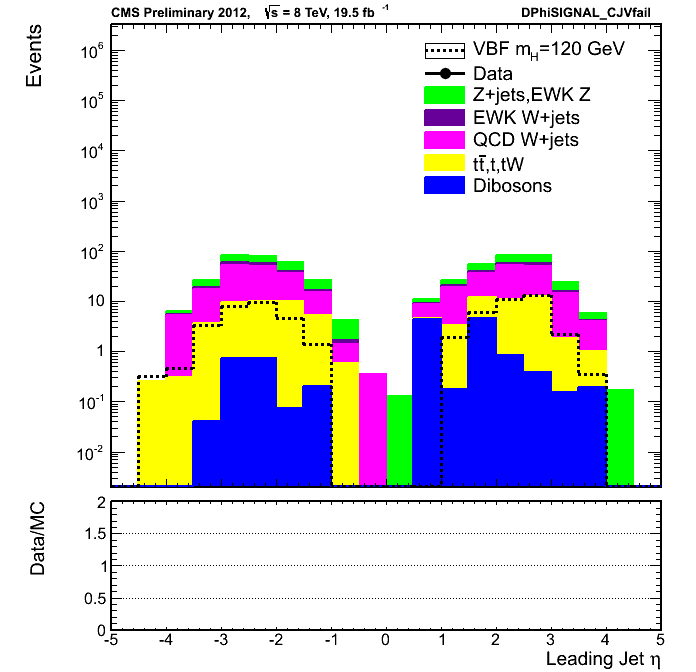 CMS Preliminary 2012, √s = 8 TeV, 19.5 fb⁻¹ DPhiSIGNAL_CJVfail
Events
10⁶
10⁵
10⁴
10³
10²
10
1
10⁻¹
10⁻²
VBF m_H=120 GeV
Data
Z+jets,EWK Z
EWK W+jets
QCD W+jets
tt̄,t,tW
Dibosons
Data/MC
2
1.5
1
0.5
0
-5 -4 -3 -2 -1 0 1 2 3 4 5
Leading Jet η